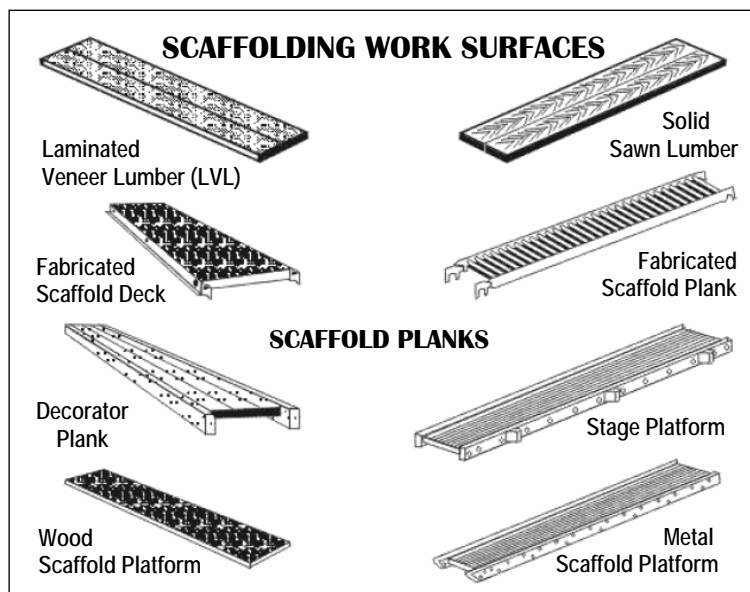 SCAFFOLDING WORK SURFACES
Laminated
Veneer Lumber (LVL)
Solid
Sawn Lumber
Fabricated
Scaffold Deck
Fabricated
Scaffold Plank
SCAFFOLD PLANKS
Decorator
Plank
Stage Platform
Wood
Scaffold Platform
Metal
Scaffold Platform